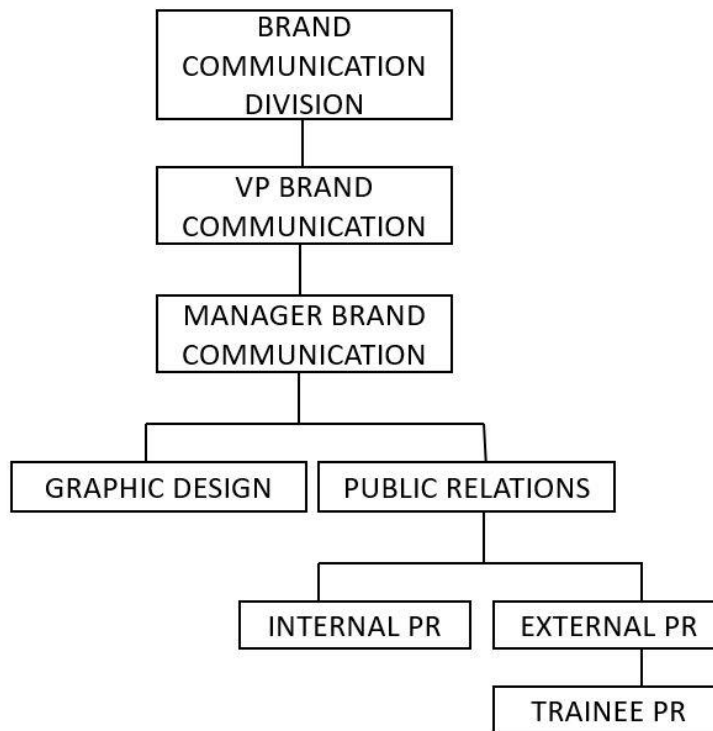 BRAND
COMMUNICATION
DIVISION
VP BRAND
COMMUNICATION
MANAGER BRAND
COMMUNICATION
GRAPHIC DESIGN
PUBLIC RELATIONS
INTERNAL PR
EXTERNAL PR
TRAINEE PR